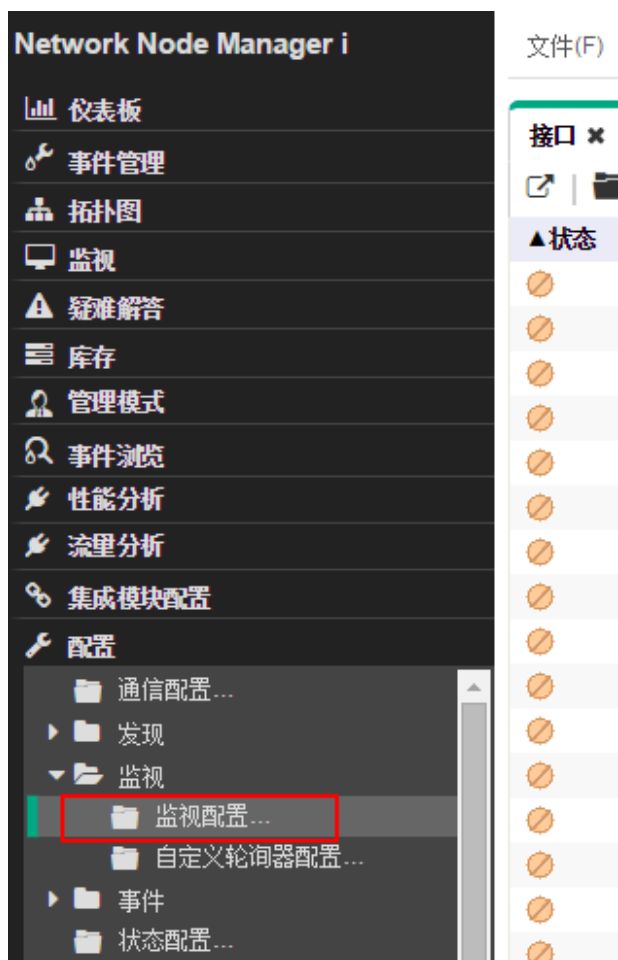 Network Node Manager i
文件(F)
仪表板
事件管理
拓扑图
监视
疑难解答
库存
管理模式
事件浏览
性能分析
流里分析
集成模块配置
配置
通信配置...
发现
监视
监视配置...
自定义轮询器配置...
事件
状态配置...
接口 ✖
▲状态